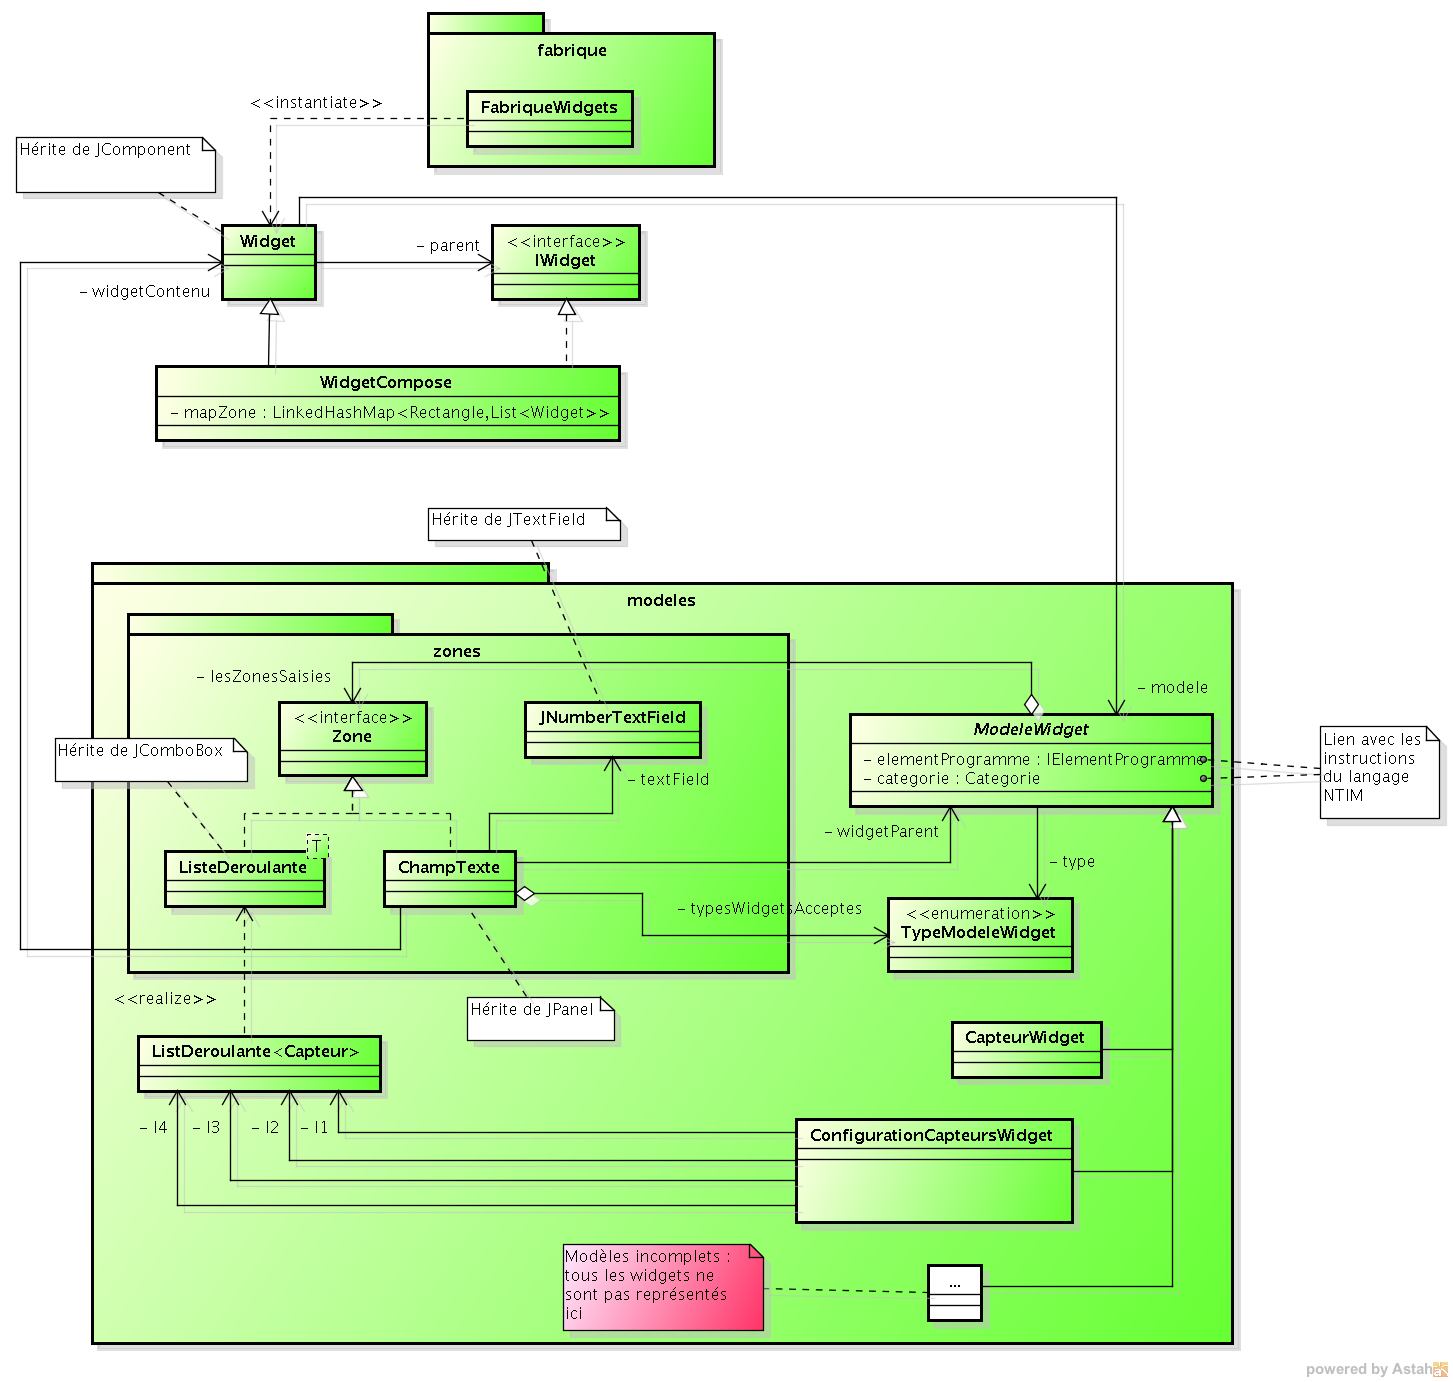 fabrique
FabriqueWidgets
<<instantiate>>
Hérite de JComponent
Widget
- parent
<<interface>>
IWidget
- widgetContenu
WidgetCompose
- mapZone : LinkedHashMap<Rectangle,List<Widget>>
Hérite de JTextField
modeles
zones
- lesZonesSaisies
- modele
<<interface>>
Zone
JNumberTextField
ModeleWidget
- elementProgramme : IElementProgramme
- categorie : Categorie
Lien avec les
instructions
du langage
NTIM
Hérite de JComboBox
- textField
- widgetParent
T
ListeDeroulante
ChampTexte
- type
- typesWidgetsAcceptes
<<enumeration>>
TypeModeleWidget
<<realize>>
Hérite de JPanel
ListDeroulante<Capteur>
CapteurWidget
- l4
- l3
- l2
- l1
ConfigurationCapteursWidget
Modèles incomplets :
tous les widgets ne
sont pas représentés
ici
...
powered by Astah